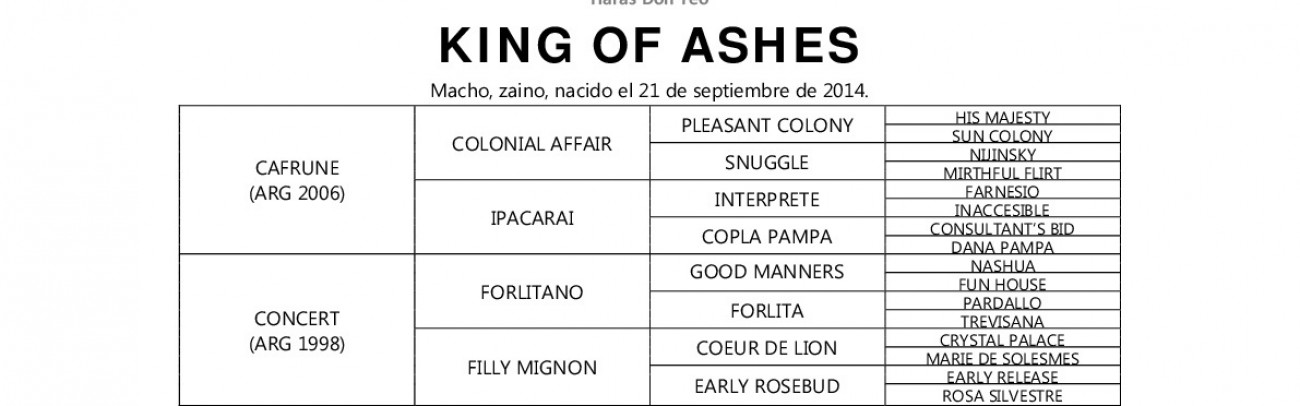 Haras Don Teo
KING OF ASHES
Macho, zaino, nacido el 21 de septiembre de 2014.
CAFRUNE
(ARG 2006)
COLONIAL AFFAIR
PLEASANT COLONY
HIS MAJESTY
SUN COLONY
SNUGGLE
NIJINSKY
MIRTHFUL FLIRT
IPACARAI
INTERPRETE
FARNESIO
INACCESIBLE
COPLA PAMPA
CONSULTANT'S BID
DANA PAMPA
CONCERT
(ARG 1998)
FORLITANO
GOOD MANNERS
NASHUA
FUN HOUSE
FORLITA
PARDALLO
TREVISANA
FILLY MIGNON
COEUR DE LION
CRYSTAL PALACE
MARIE DE SOLESMES
EARLY ROSEBUD
EARLY RELEASE
ROSA SILVESTRE